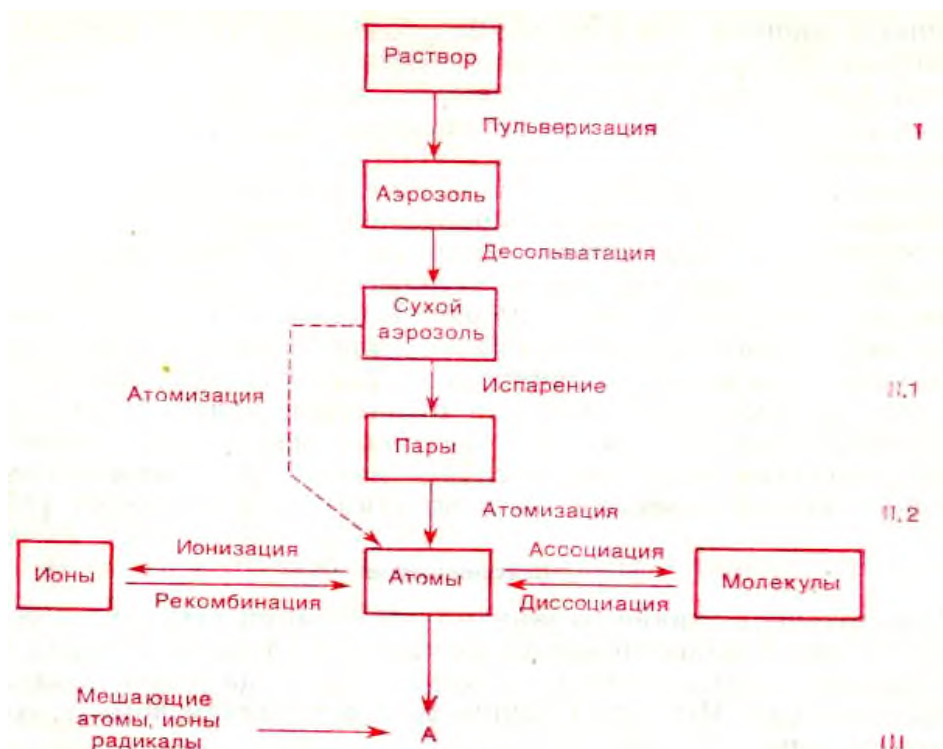 Раствор
Пульверизация I
Аэрозоль
Десольватация
Сухой
аэрозоль
Испарение II.1
Атомизация
Пары
Атомизация II.2
Ионизация Ассоциация
Ионы Атомы Молекулы
Рекомбинация Диссоциация
Мешающие
атомы, ионы
радикалы A III